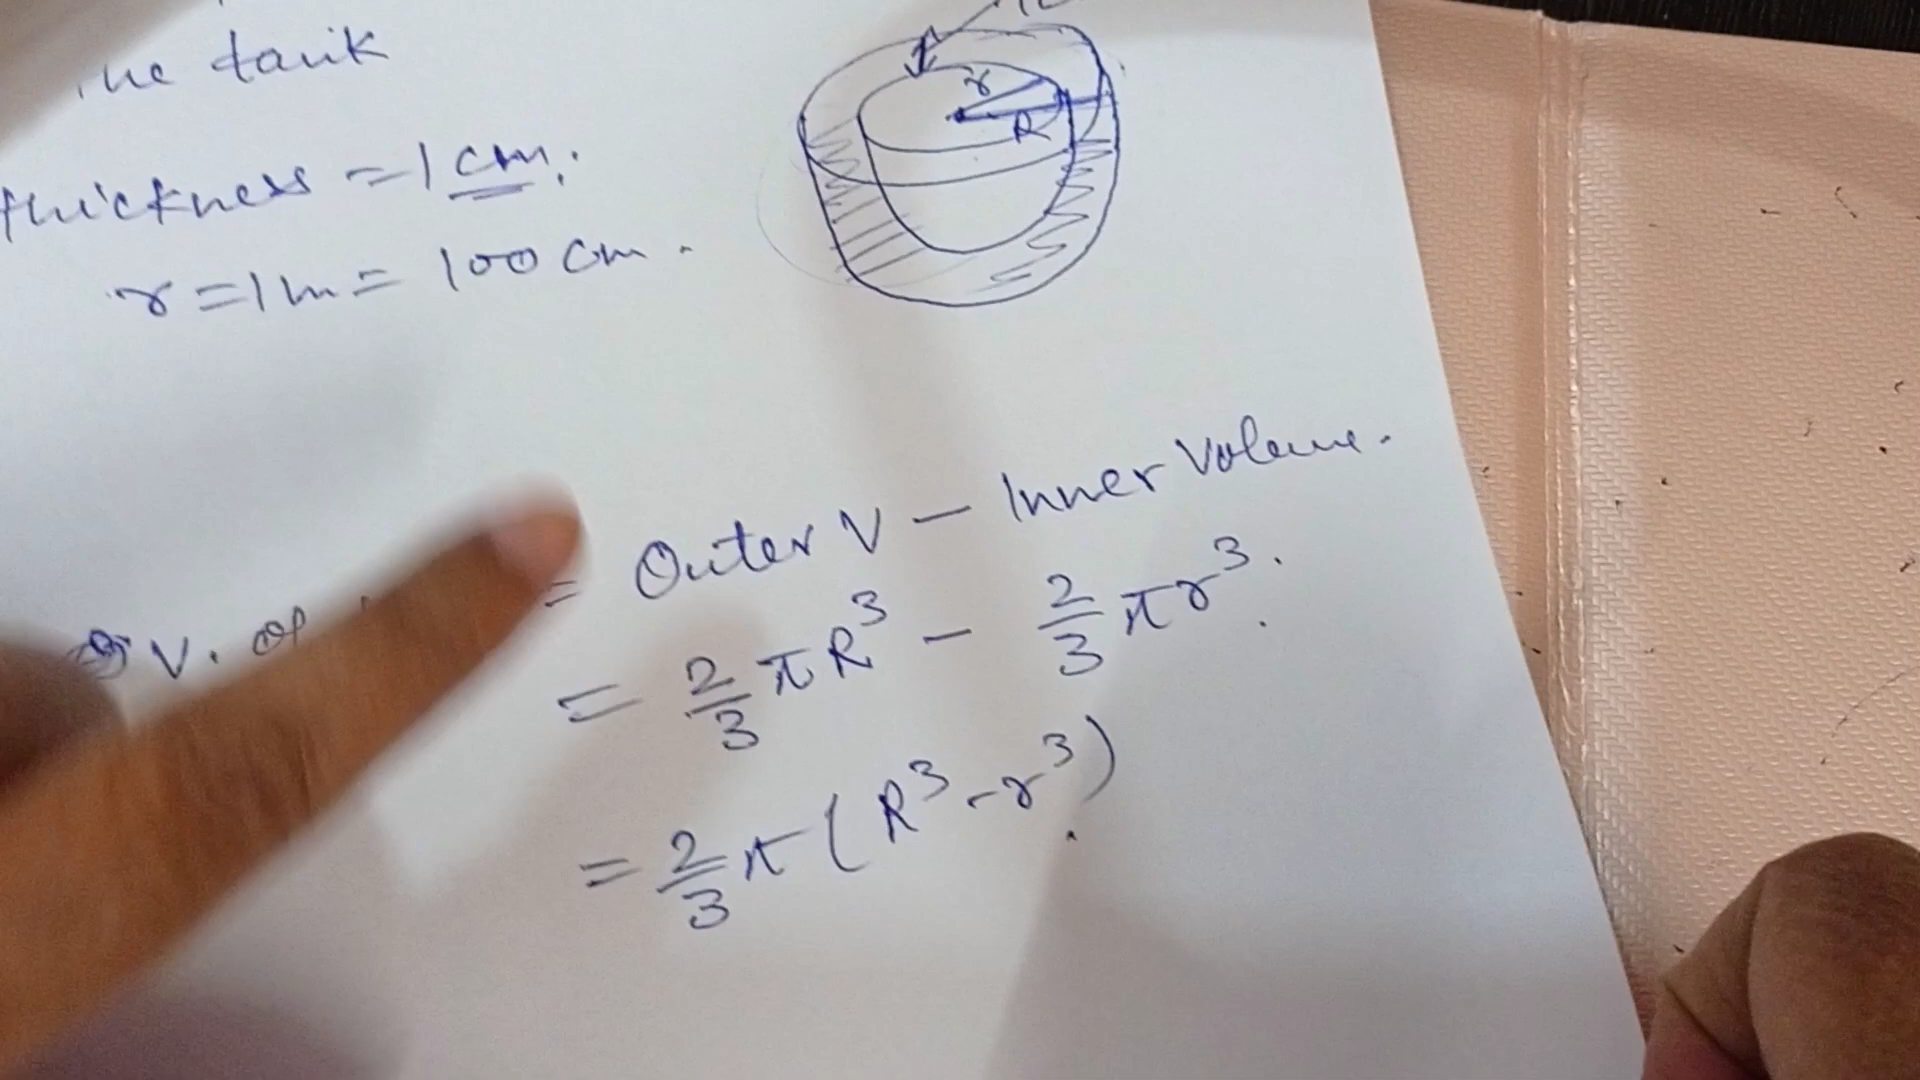 the tank
thickness = 1 cm.
r = 1 m = 100 cm.
r
R
V. of = Outer V - Inner Volume.
= 2/3 πR³ - 2/3 πr³.
= 2/3 π (R³ - r³)